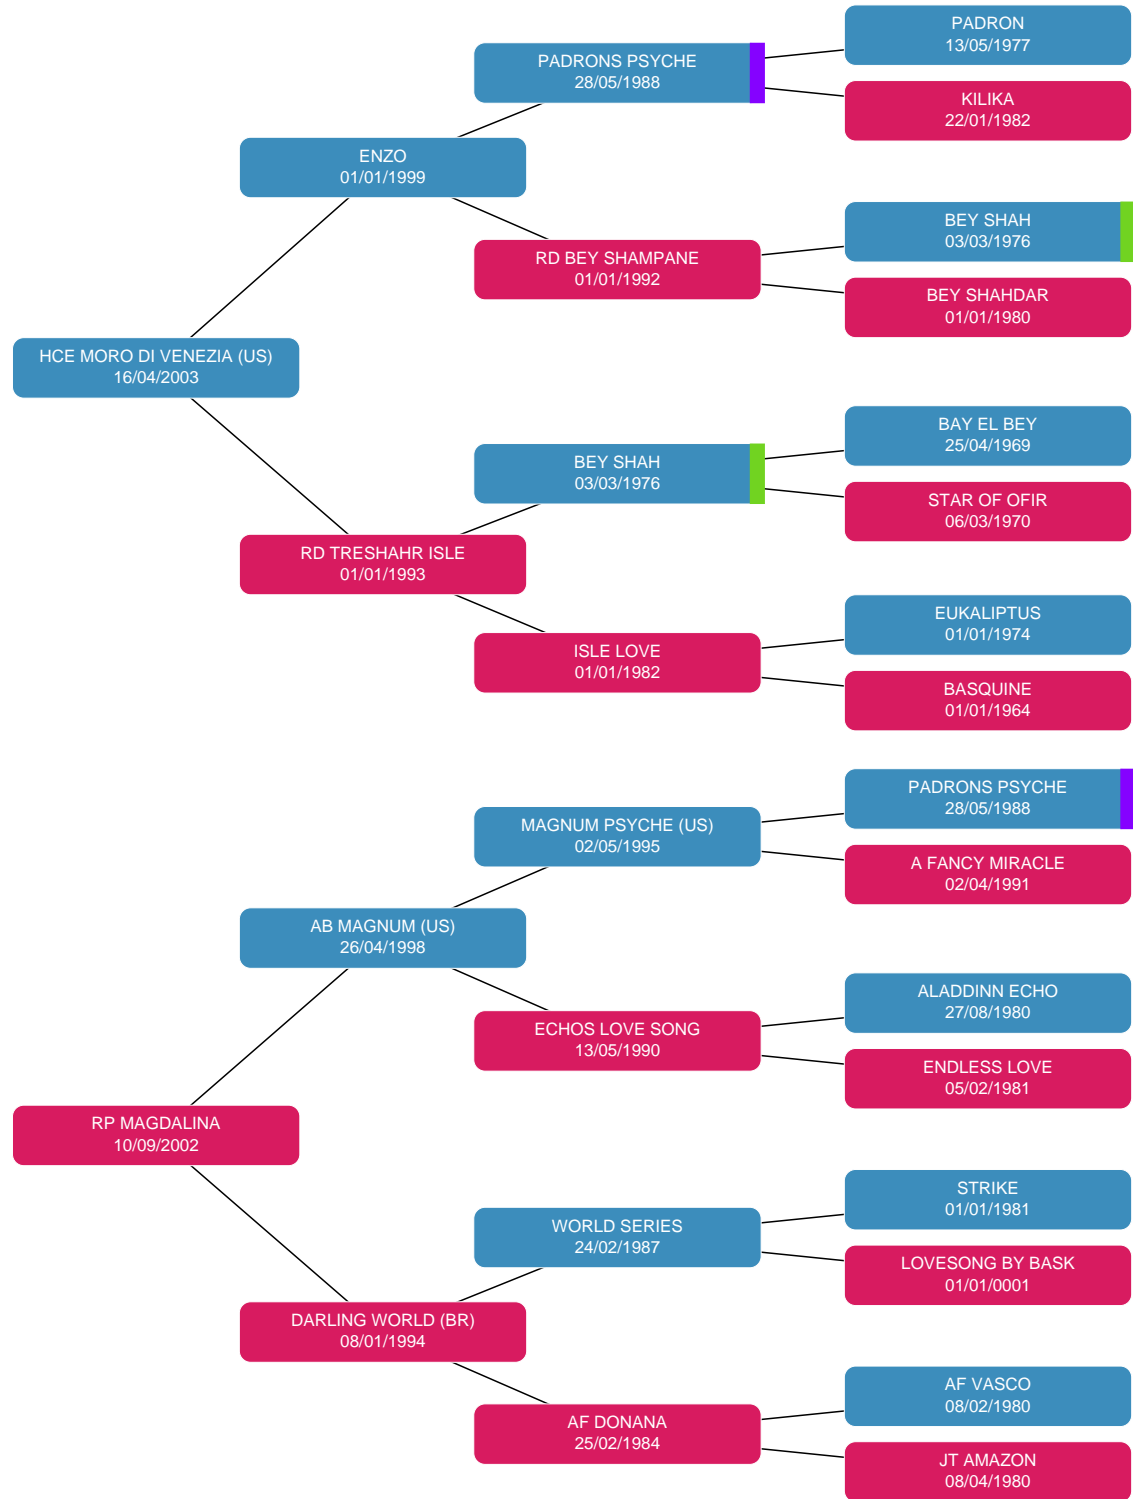 PADRON
13/05/1977
PADRONS PSYCHE
28/05/1988
KILIKA
22/01/1982
ENZO
01/01/1999
BEY SHAH
03/03/1976
RD BEY SHAMPANE
01/01/1992
BEY SHAHDAR
01/01/1980
HCE MORO DI VENEZIA (US)
16/04/2003
BAY EL BEY
25/04/1969
BEY SHAH
03/03/1976
STAR OF OFIR
06/03/1970
RD TRESHAHR ISLE
01/01/1993
EUKALIPTUS
01/01/1974
ISLE LOVE
01/01/1982
BASQUINE
01/01/1964
PADRONS PSYCHE
28/05/1988
MAGNUM PSYCHE (US)
02/05/1995
A FANCY MIRACLE
02/04/1991
AB MAGNUM (US)
26/04/1998
ALADDINN ECHO
27/08/1980
ECHOS LOVE SONG
13/05/1990
ENDLESS LOVE
05/02/1981
RP MAGDALINA
10/09/2002
STRIKE
01/01/1981
WORLD SERIES
24/02/1987
LOVESONG BY BASK
01/01/0001
DARLING WORLD (BR)
08/01/1994
AF VASCO
08/02/1980
AF DONANA
25/02/1984
JT AMAZON
08/04/1980